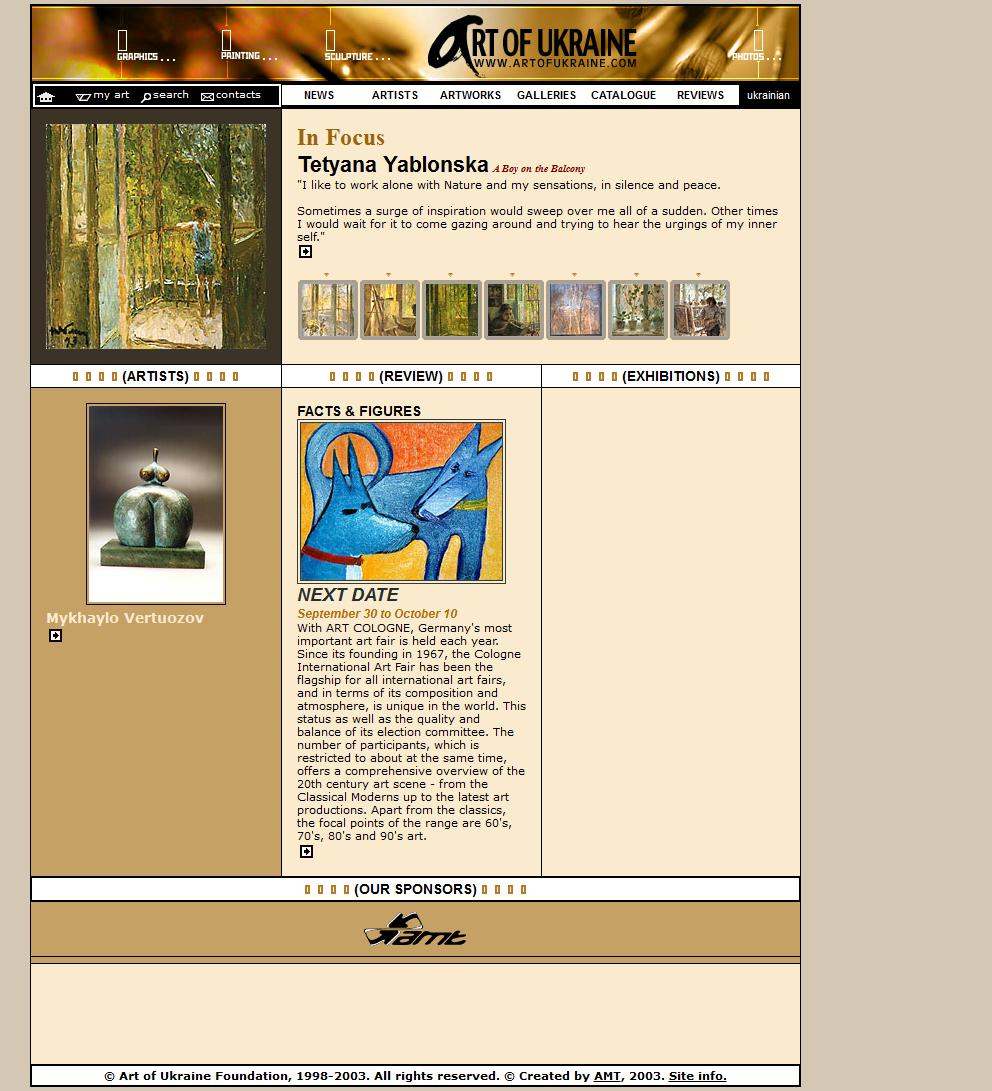 GRAPHICS...
PAINTING...
SCULPTURE...
ART OF UKRAINE
WWW.ARTOFUKRAINE.COM
PHOTOS...
my art search contacts
NEWS ARTISTS ARTWORKS GALLERIES CATALOGUE REVIEWS ukrainian
In Focus
Tetyana Yablonska A Boy on the Balcony
"I like to work alone with Nature and my sensations, in silence and peace.
Sometimes a surge of inspiration would sweep over me all of a sudden. Other times
I would wait for it to come gazing around and trying to hear the urgings of my inner
self."
(ARTISTS) (REVIEW) (EXHIBITIONS)
Mykhaylo Vertuozov
FACTS & FIGURES
NEXT DATE
September 30 to October 10
With ART COLOGNE, Germany's most
important art fair is held each year.
Since its founding in 1967, the Cologne
International Art Fair has been the
flagship for all international art fairs,
and in terms of its composition and
atmosphere, is unique in the world. This
status as well as the quality and
balance of its election committee. The
number of participants, which is
restricted to about at the same time,
offers a comprehensive overview of the
20th century art scene - from the
Classical Moderns up to the latest art
productions. Apart from the classics,
the focal points of the range are 60's,
70's, 80's and 90's art.
(OUR SPONSORS)
amt
© Art of Ukraine Foundation, 1998-2003. All rights reserved. © Created by AMT, 2003. Site info.